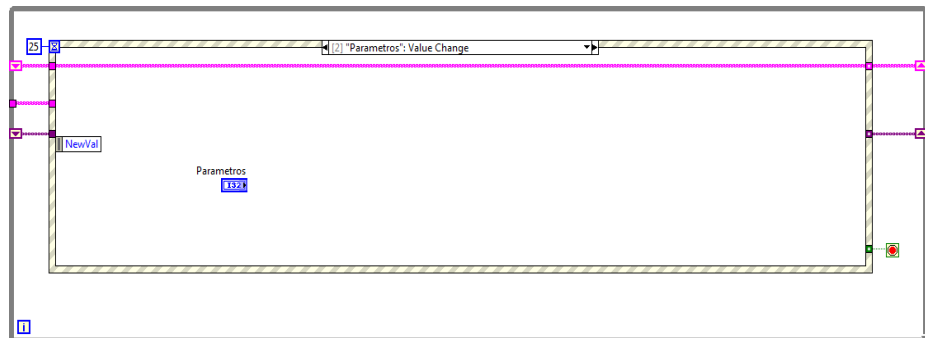 25
[2] "Parametros": Value Change
NewVal
Parametros
I32
i